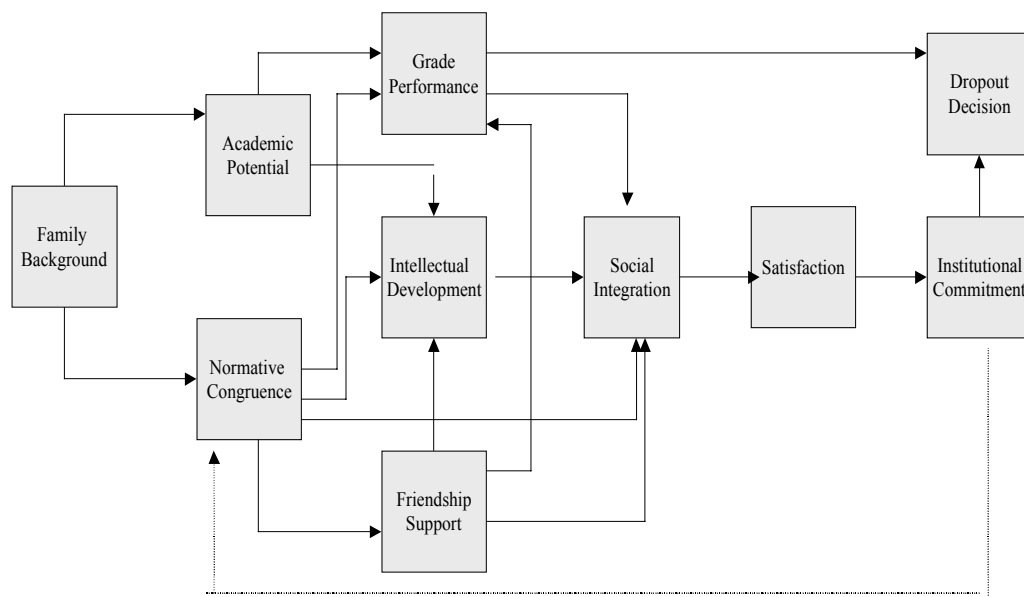 Grade
Performance
Dropout
Decision
Academic
Potential
Family
Background
Intellectual
Development
Social
Integration
Satisfaction
Institutional
Commitment
Normative
Congruence
Friendship
Support